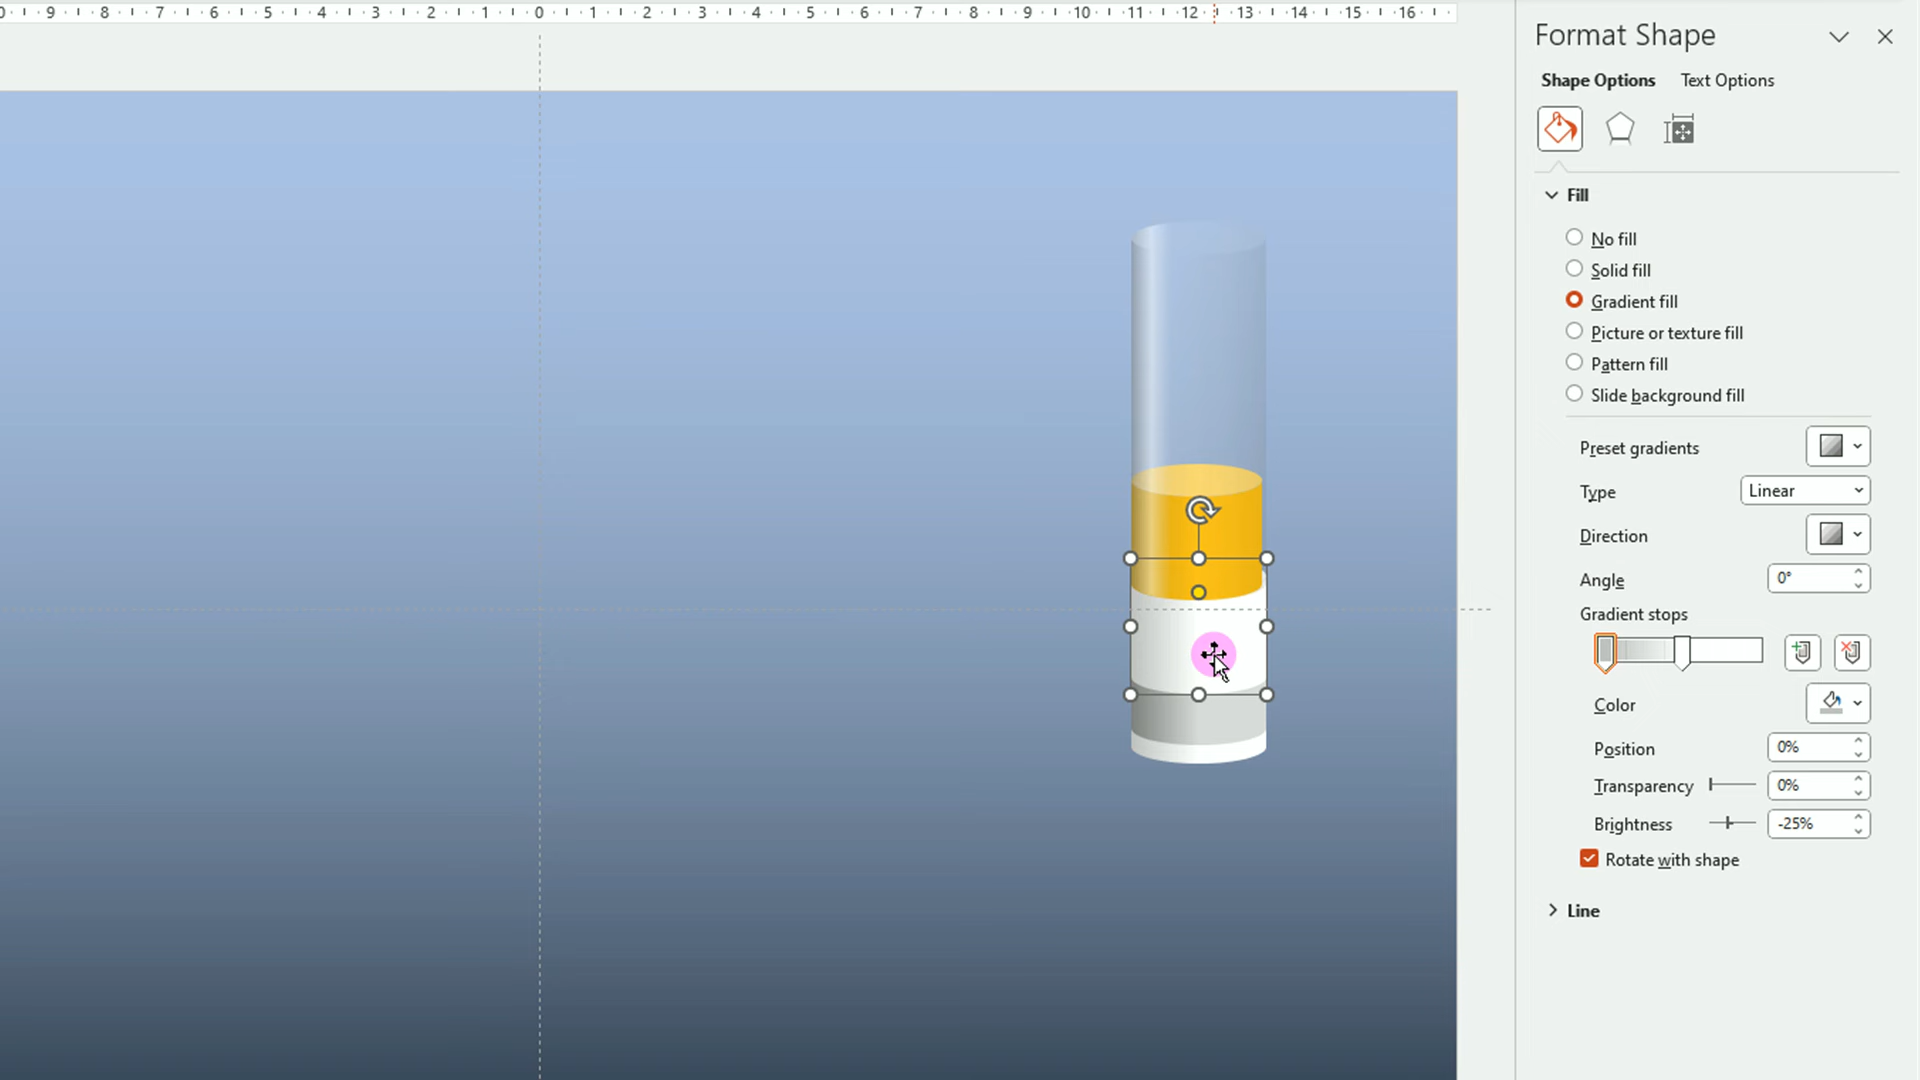 0 9 8 7 6 5 4 3 2 1 0 1 2 3 4 5 6 7 8 9 10 11 12 13 14 15 16
Format Shape
Shape Options Text Options
Fill
No fill
Solid fill
Gradient fill
Picture or texture fill
Pattern fill
Slide background fill
Preset gradients
Type Linear
Direction
Angle 0°
Gradient stops
Color
Position 0%
Transparency 0%
Brightness -25%
Rotate with shape
Line